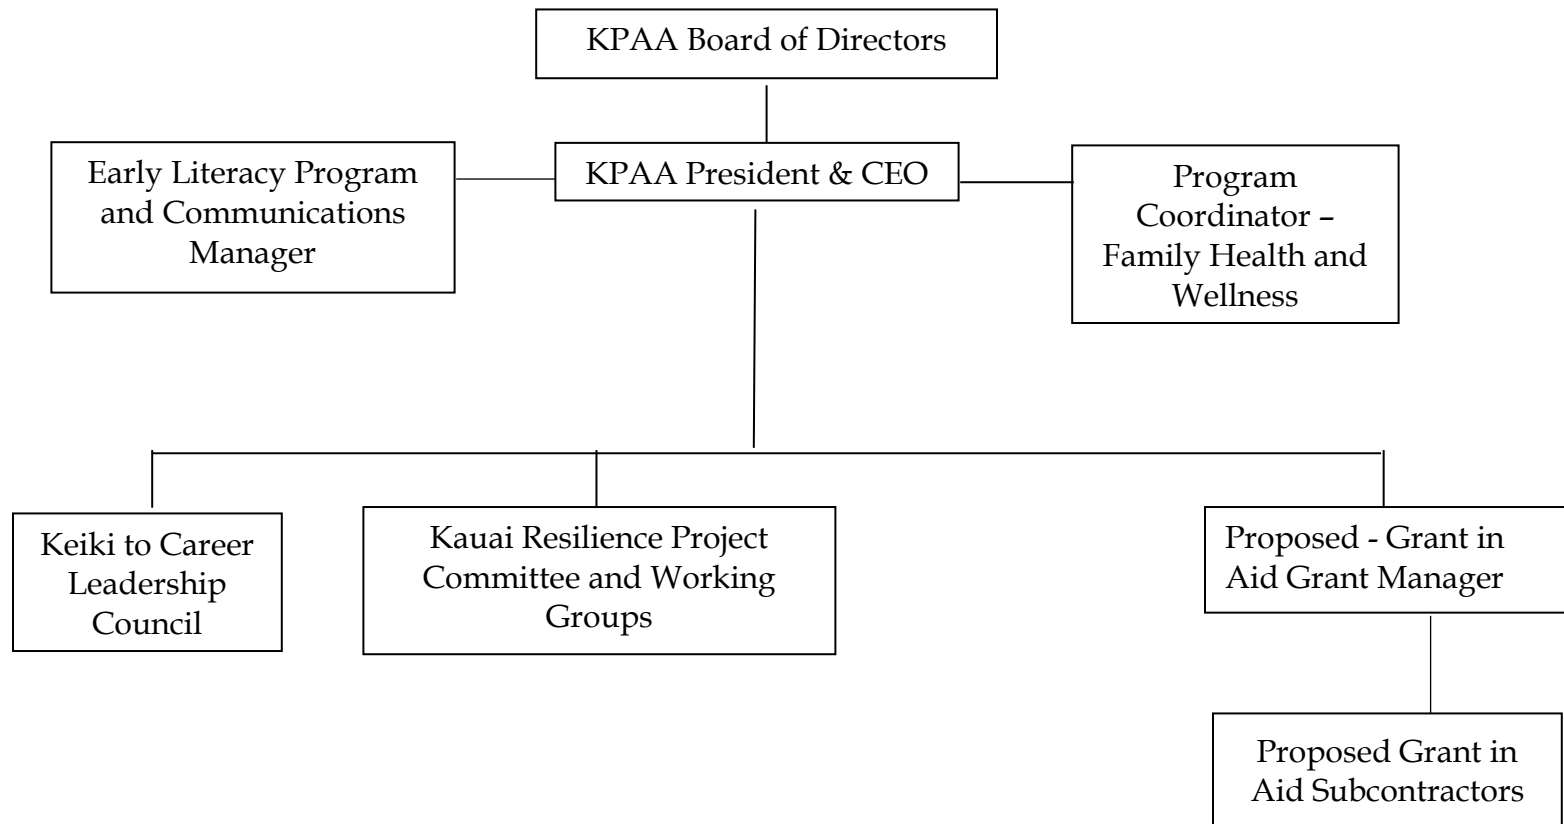 KPAA Board of Directors
Early Literacy Program
and Communications
Manager
KPAA President & CEO
Program
Coordinator –
Family Health and
Wellness
Keiki to Career
Leadership
Council
Kauai Resilience Project
Committee and Working
Groups
Proposed - Grant in
Aid Grant Manager
Proposed Grant in
Aid Subcontractors